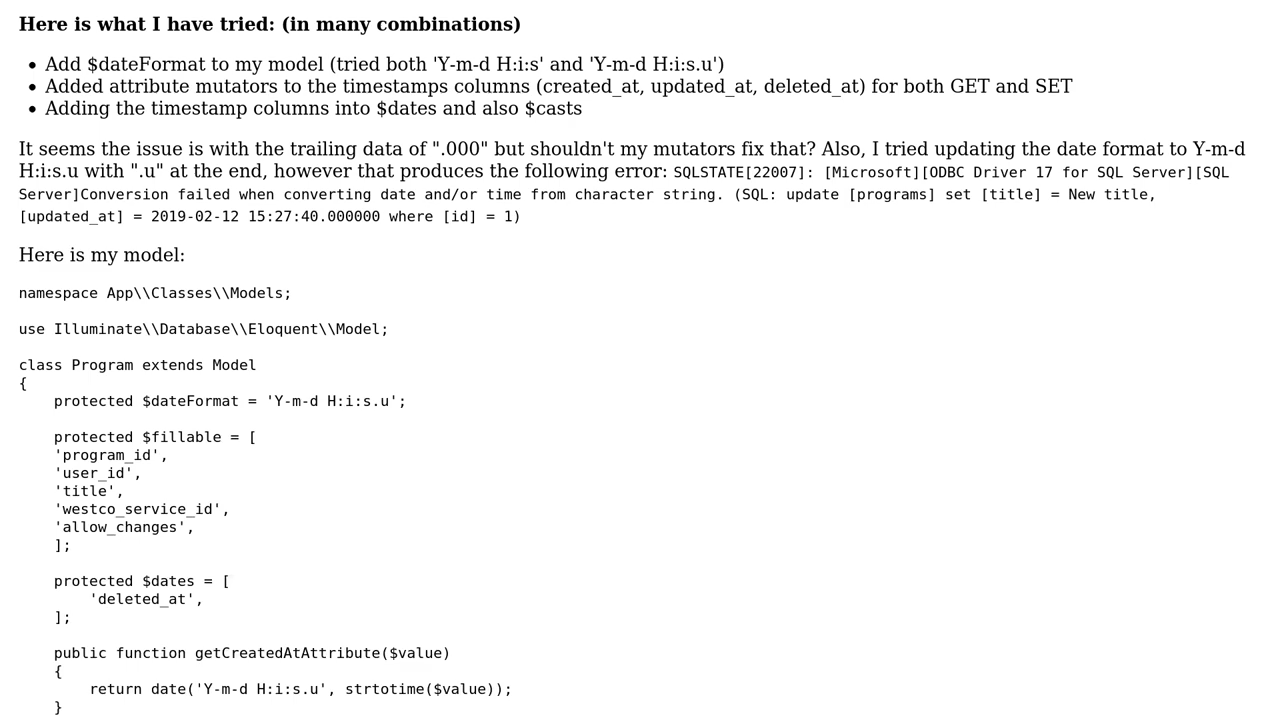 Here is what I have tried: (in many combinations)
• Add $dateFormat to my model (tried both 'Y-m-d H:i:s' and 'Y-m-d H:i:s.u')
• Added attribute mutators to the timestamps columns (created_at, updated_at, deleted_at) for both GET and SET
• Adding the timestamp columns into $dates and also $casts
It seems the issue is with the trailing data of ".000" but shouldn't my mutators fix that? Also, I tried updating the date format to Y-m-d
H:i:s.u with ".u" at the end, however that produces the following error: SQLSTATE[22007]: [Microsoft][ODBC Driver 17 for SQL Server][SQL
Server]Conversion failed when converting date and/or time from character string. (SQL: update [programs] set [title] = New title,
[updated_at] = 2019-02-12 15:27:40.000000 where [id] = 1)
Here is my model:
namespace App\\Classes\\Models;
use Illuminate\\Database\\Eloquent\\Model;
class Program extends Model
{
    protected $dateFormat = 'Y-m-d H:i:s.u';
    protected $fillable = [
    'program_id',
    'user_id',
    'title',
    'westco_service_id',
    'allow_changes',
    ];
    protected $dates = [
        'deleted_at',
    ];
    public function getCreatedAtAttribute($value)
    {
        return date('Y-m-d H:i:s.u', strtotime($value));
    }